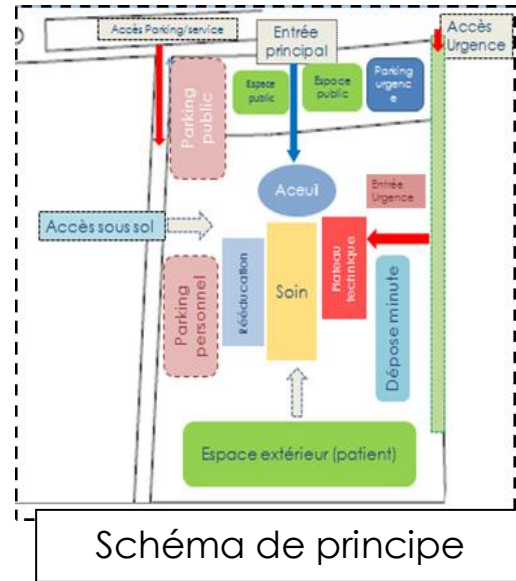 Accès Parking/service
Entrée
principal
Accès
Urgence
Parking
public
Espace
public
Espace
public
Parking
urgenc
e
Aceuil
Entrée
Urgence
Accès sous sol
Rééducation
Soin
Plateau
technique
Parking
personnel
Dépose minute
Espace extérieur (patient)
Schéma de principe